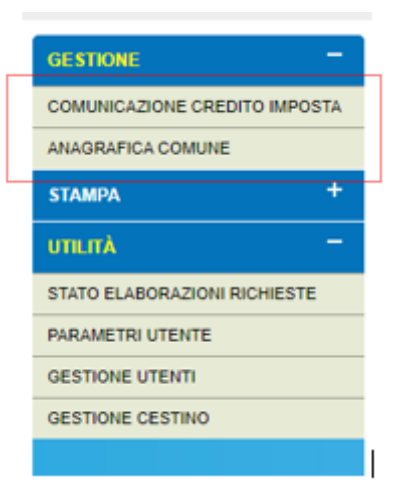 GESTIONE –
COMUNICAZIONE CREDITO IMPOSTA
ANAGRAFICA COMUNE
STAMPA +
UTILITÀ –
STATO ELABORAZIONI RICHIESTE
PARAMETRI UTENTE
GESTIONE UTENTI
GESTIONE CESTINO